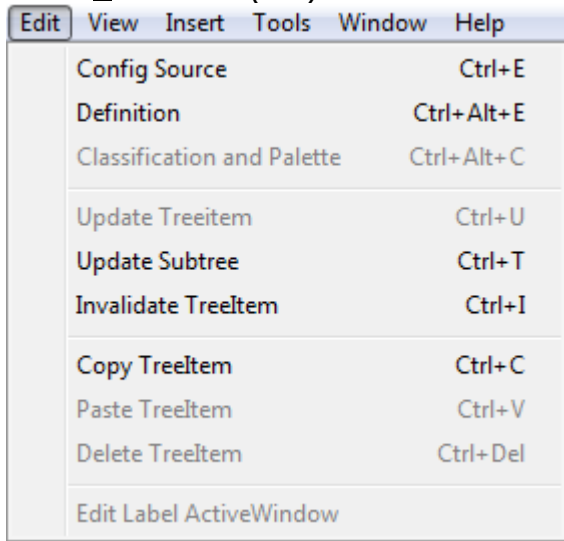 Edit View Insert Tools Window Help
Config Source Ctrl+E
Definition Ctrl+Alt+E
Classification and Palette Ctrl+Alt+C
Update Treeitem Ctrl+U
Update Subtree Ctrl+T
Invalidate TreeItem Ctrl+I
Copy TreeItem Ctrl+C
Paste TreeItem Ctrl+V
Delete TreeItem Ctrl+Del
Edit Label ActiveWindow